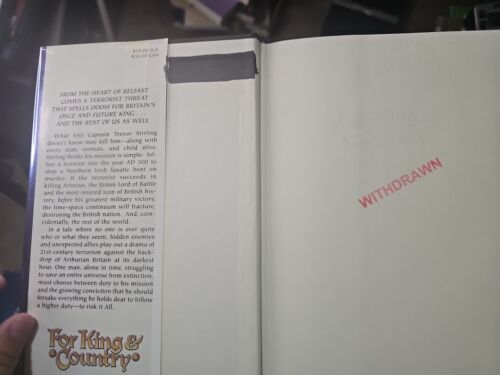 $24.00 U.S.
FROM THE HEART OF BELFAST
COMES A TERRORIST THREAT
THAT SPELLS DOOM FOR BRITAIN'S
ONCE AND FUTURE KING . . .
AND THE REST OF US AS WELL
What SAS Captain Trevor Stirling
doesn't know may kill him—along with
every man, woman, and child alive.
Stirling thinks his mission is simple: fol-
low a terrorist into the year AD 500 to
stop a Northern Irish fanatic bent on
murder. If the terrorist succeeds in
killing Artorius, the Briton Lord of Battle
and the most revered icon of British his-
tory, before his greatest military victory,
the time-space continuum will fracture,
destroying the British nation. And, coin-
cidentally, the rest of the world.
In a tale where no one is ever quite
who or what they seem, hidden enemies
and unexpected allies play out a drama of
21st-century terrorism against the back-
drop of Arthurian Britain at its darkest
hour. One man, alone in time, struggling
to save an entire universe from extinction,
must choose between duty to his mission
and the growing conviction that he should
forsake everything he holds dear to follow
a higher duty—to risk it All.
For King &
Country
WITHDRAWN